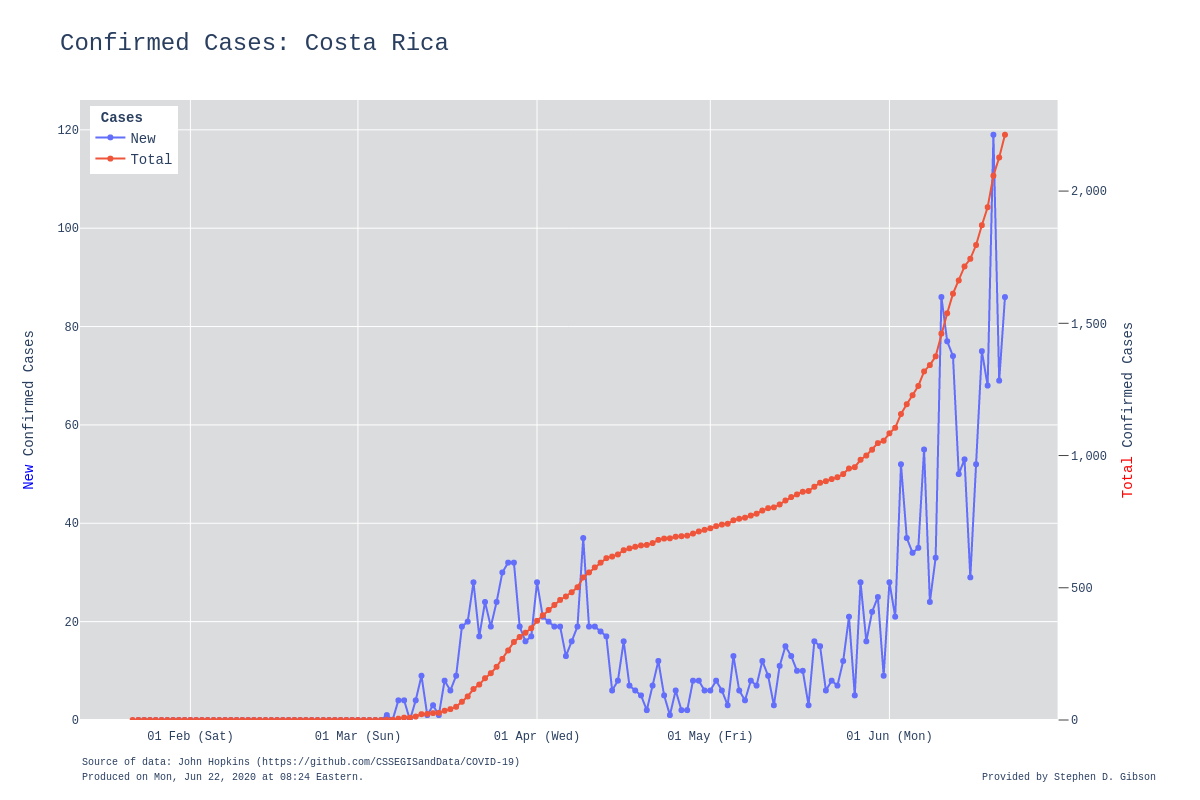 Confirmed Cases: Costa Rica
Cases
New
Total
120
100
80
60
40
20
0
2,000
1,500
1,000
500
0
New Confirmed Cases
Total Confirmed Cases
01 Feb (Sat)
01 Mar (Sun)
01 Apr (Wed)
01 May (Fri)
01 Jun (Mon)
Source of data: John Hopkins (https://github.com/CSSEGISandData/COVID-19)
Produced on Mon, Jun 22, 2020 at 08:24 Eastern.
Provided by Stephen D. Gibson